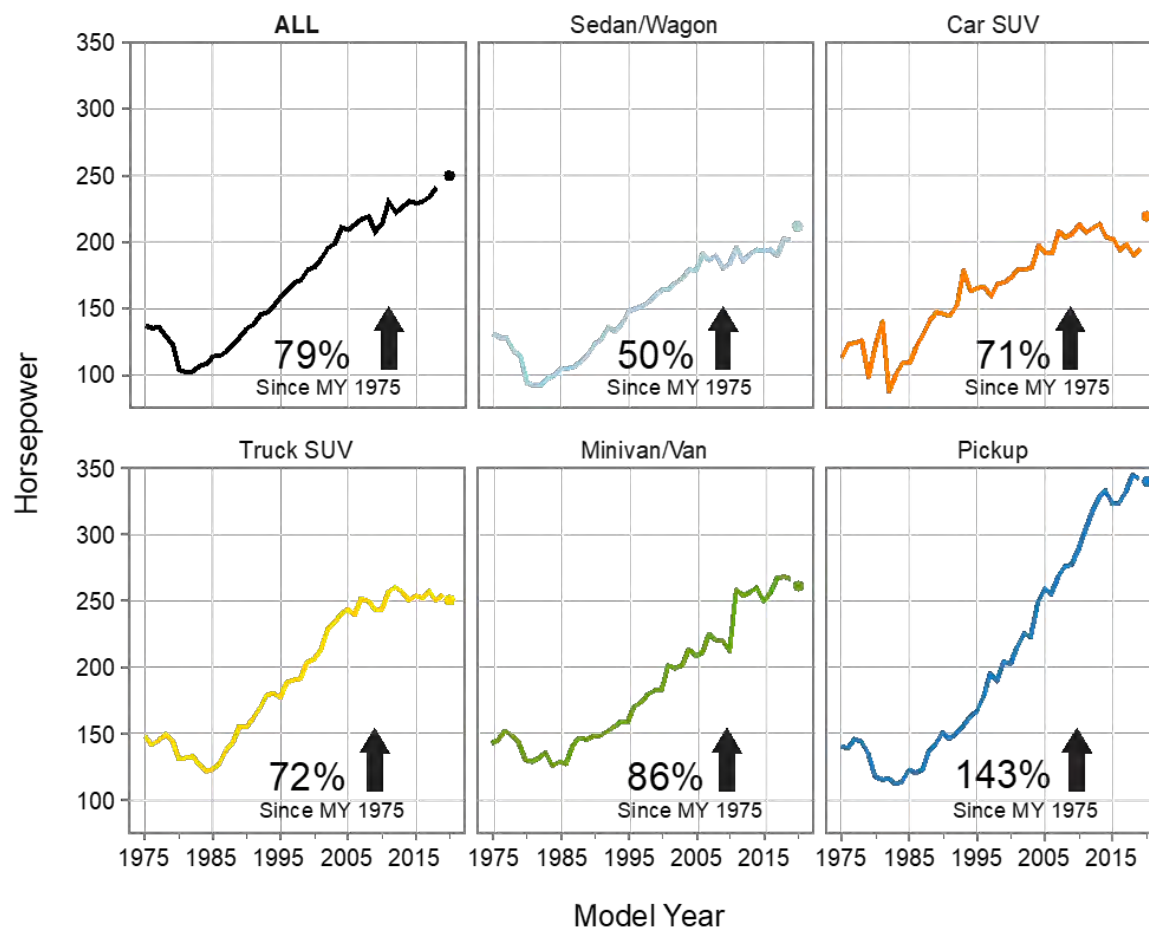 ALL
Sedan/Wagon
Car SUV
350
300
250
200
150
100
79%
Since MY 1975
50%
Since MY 1975
71%
Since MY 1975
Horsepower
Truck SUV
Minivan/Van
Pickup
350
300
250
200
150
100
72%
Since MY 1975
86%
Since MY 1975
143%
Since MY 1975
1975 1985 1995 2005 2015
1975 1985 1995 2005 2015
1975 1985 1995 2005 2015
Model Year